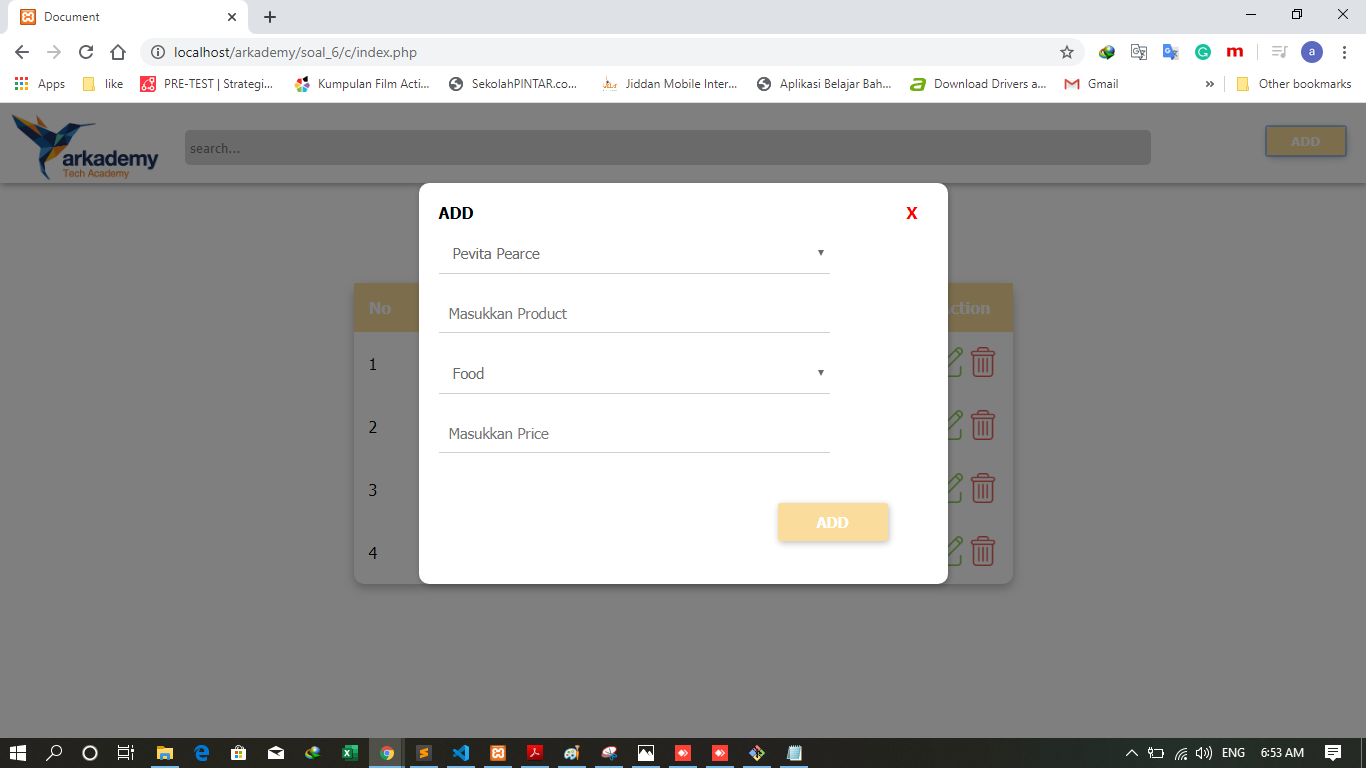 Document
localhost/arkademy/soal_6/c/index.php
a
Apps like PRE-TEST | Strategi... Kumpulan Film Acti... SekolahPINTAR.co... Jiddan Mobile Inter... Aplikasi Belajar Bah... Download Drivers a... Gmail » Other bookmarks
arkademy
Tech Academy
search...
ADD
ADD X
Pevita Pearce
Masukkan Product
Food
Masukkan Price
ADD
No ction
1
2
3
4
ENG 6:53 AM